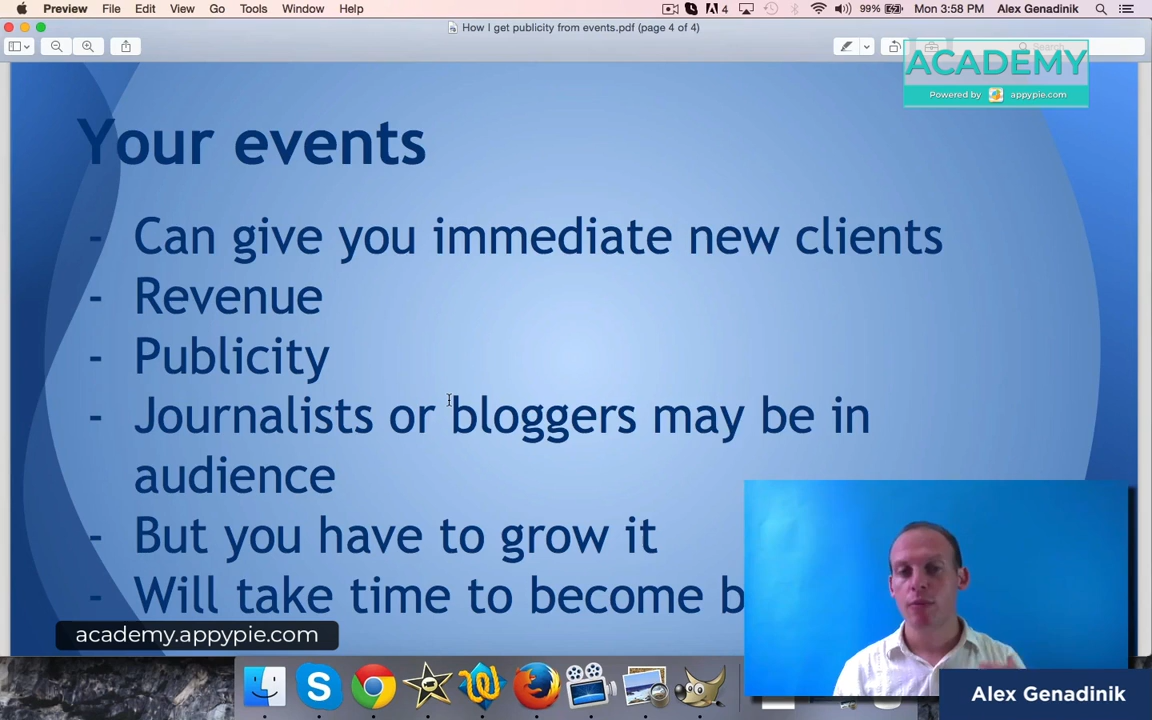 Preview File Edit View Go Tools Window Help 4 99% Mon 3:58 PM Alex Genadinik
How I get publicity from events.pdf (page 4 of 4)
Search
ACADEMY
Powered by appypie.com
Your events
- Can give you immediate new clients
- Revenue
- Publicity
- Journalists or bloggers may be in
audience
- But you have to grow it
- Will take time to become b
academy.appypie.com
Alex Genadinik